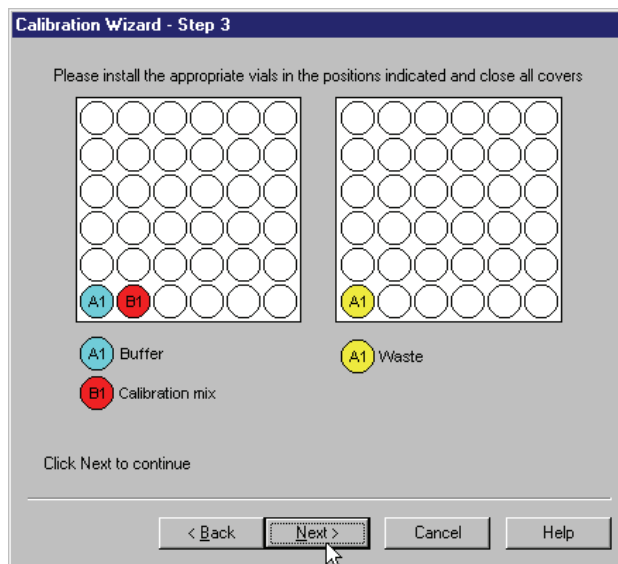 Calibration Wizard - Step 3
Please install the appropriate vials in the positions indicated and close all covers
A1 B1 A1
A1 Buffer
B1 Calibration mix
A1 Waste
Click Next to continue
< Back Next > Cancel Help